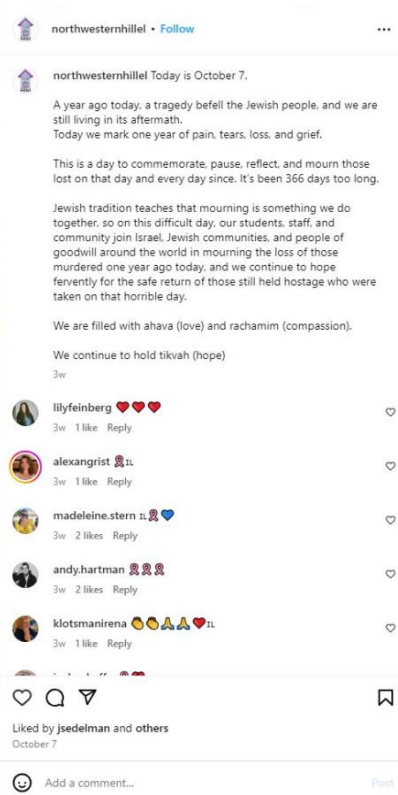 northwesternhillel • Follow
northwesternhillel Today is October 7.
A year ago today, a tragedy befell the Jewish people, and we are
still living in its aftermath.
Today we mark one year of pain, tears, loss, and grief.
This is a day to commemorate, pause, reflect, and mourn those
lost on that day and every day since. It's been 366 days too long.
Jewish tradition teaches that mourning is something we do
together, so on this difficult day, our students, staff, and
community join Israel, Jewish communities, and people of
goodwill around the world in mourning the loss of those
murdered one year ago today, and we continue to hope
fervently for the safe return of those still held hostage who were
taken on that horrible day.
We are filled with ahava (love) and rachamim (compassion).
We continue to hold tikvah (hope)
3w
lilyfeinberg ❤️❤️❤️
3w 1 like Reply
alexangrist 🎗️🇮🇱
3w 1 like Reply
madeleine.stern 🇮🇱🎗️💙
3w 2 likes Reply
andy.hartman 🎗️🎗️🎗️
3w 2 likes Reply
klotsmanirena 👏👏🙏🙏❤️🇮🇱
3w 1 like Reply
Liked by jsedelman and others
October 7
Add a comment...
Post